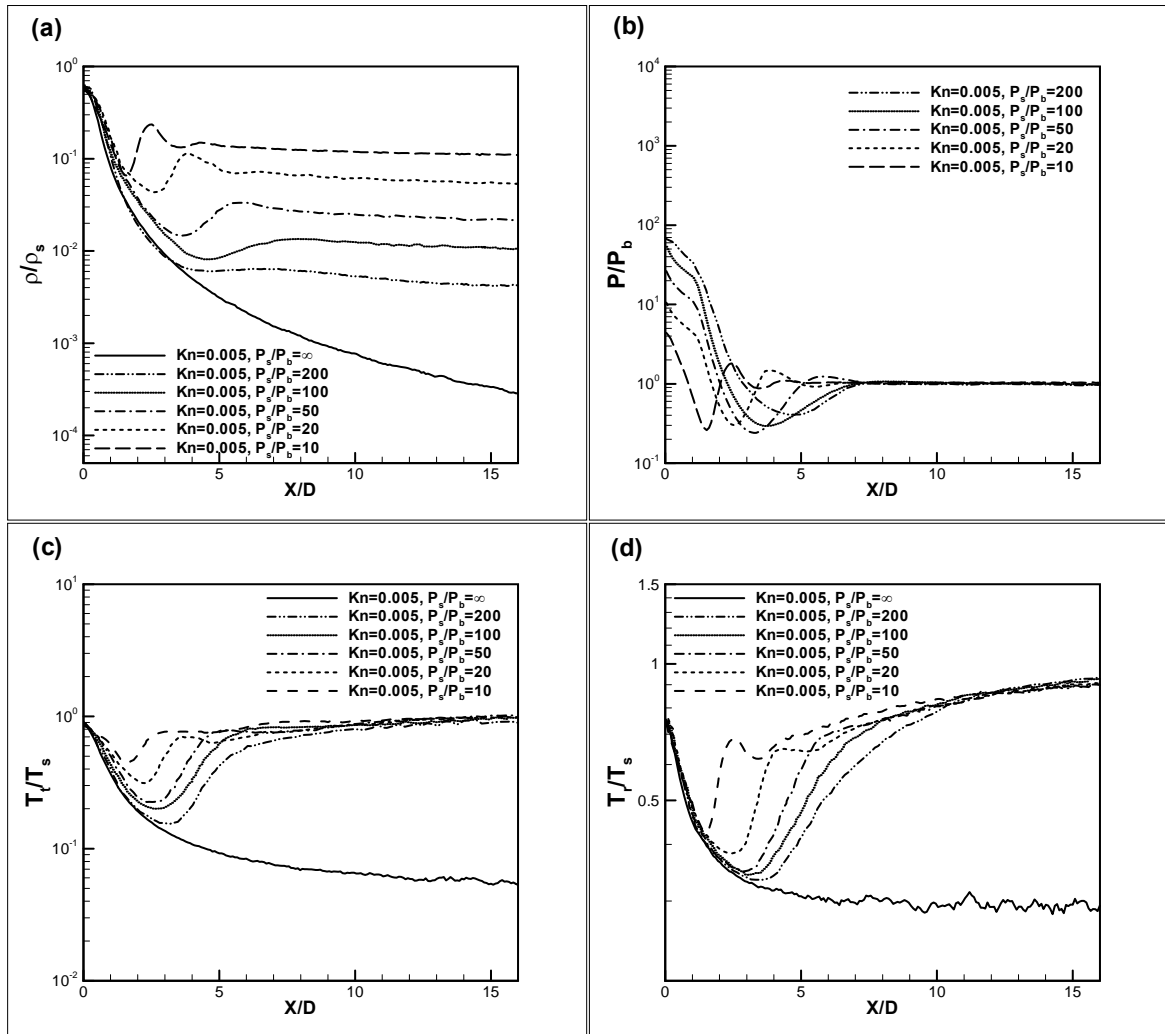 (a)
10^0
10^-1
10^-2
10^-3
10^-4
ρ/ρ_s
Kn=0.005, P_s/P_b=∞
Kn=0.005, P_s/P_b=200
Kn=0.005, P_s/P_b=100
Kn=0.005, P_s/P_b=50
Kn=0.005, P_s/P_b=20
Kn=0.005, P_s/P_b=10
0 5 10 15
X/D
(b)
10^4
10^3
10^2
10^1
10^0
10^-1
P/P_b
Kn=0.005, P_s/P_b=200
Kn=0.005, P_s/P_b=100
Kn=0.005, P_s/P_b=50
Kn=0.005, P_s/P_b=20
Kn=0.005, P_s/P_b=10
0 5 10 15
X/D
(c)
10^1
10^0
10^-1
10^-2
T_t/T_s
Kn=0.005, P_s/P_b=∞
Kn=0.005, P_s/P_b=200
Kn=0.005, P_s/P_b=100
Kn=0.005, P_s/P_b=50
Kn=0.005, P_s/P_b=20
Kn=0.005, P_s/P_b=10
0 5 10 15
X/D
(d)
1.5
1
0.5
T_r/T_s
Kn=0.005, P_s/P_b=∞
Kn=0.005, P_s/P_b=200
Kn=0.005, P_s/P_b=100
Kn=0.005, P_s/P_b=50
Kn=0.005, P_s/P_b=20
Kn=0.005, P_s/P_b=10
0 5 10 15
X/D